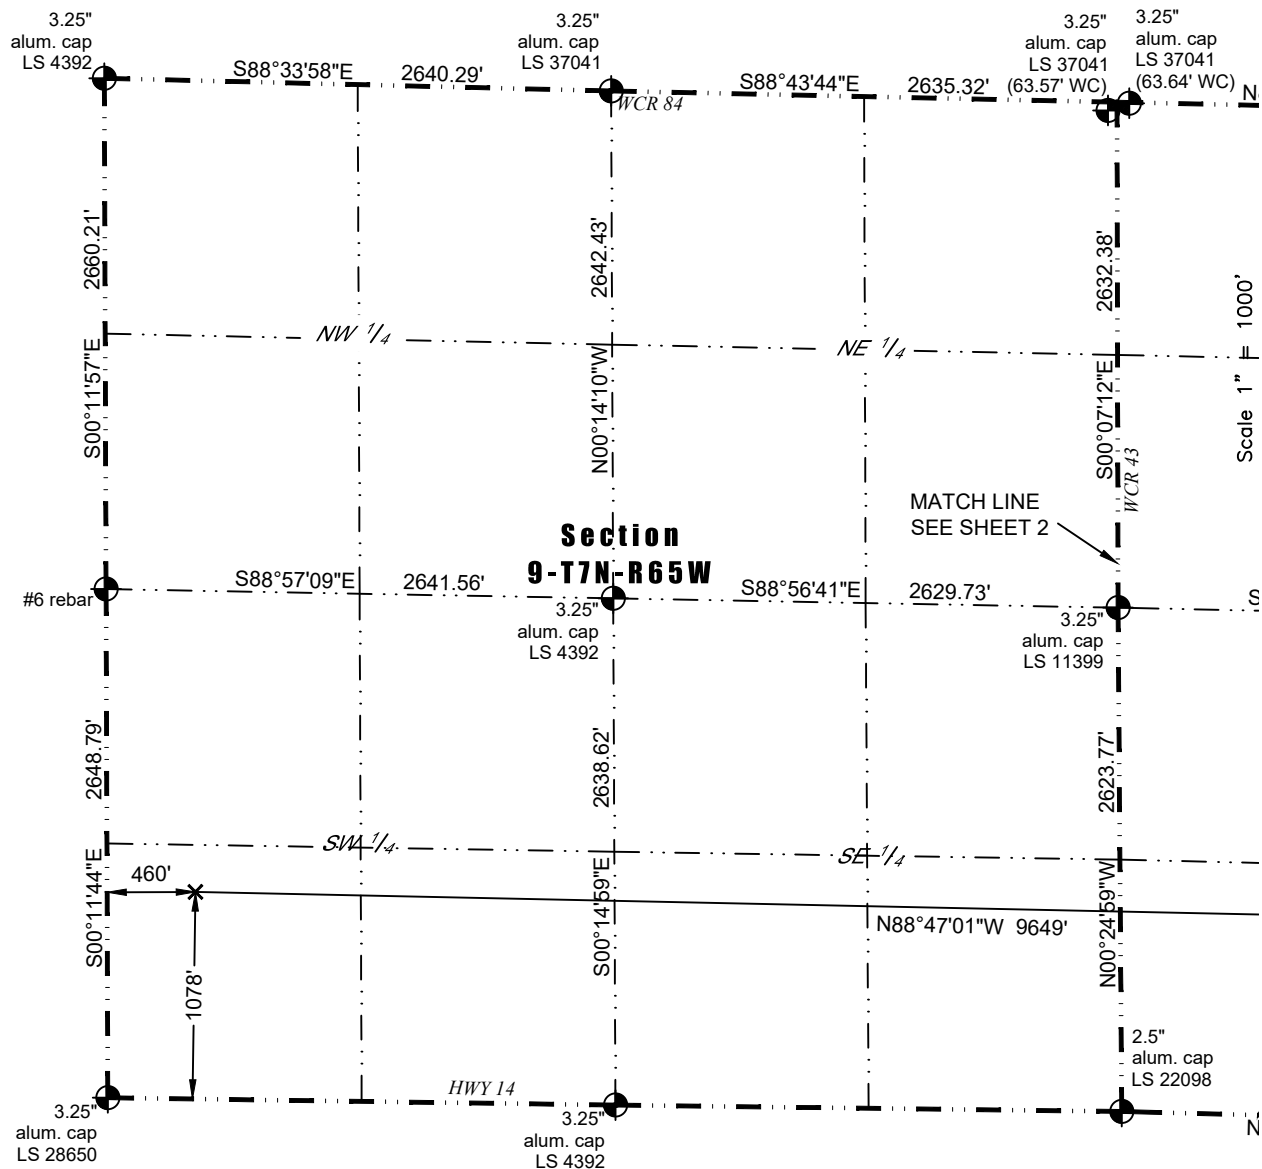 3.25"
alum. cap
LS 4392
3.25"
alum. cap
LS 37041
3.25"
alum. cap
LS 37041
(63.57' WC)
3.25"
alum. cap
LS 37041
(63.64' WC)
S88°33'58"E 2640.29'
WCR 84
S88°43'44"E 2635.32'
N
2660.21'
S00°11'57"E
2642.43'
N00°14'10"W
2632.38'
S00°07'12"E
WCR 43
Scale 1" = 1000'
NW 1/4
NE 1/4
MATCH LINE
SEE SHEET 2
Section
9-T7N-R65W
#6 rebar
S88°57'09"E 2641.56'
3.25"
alum. cap
LS 4392
S88°56'41"E 2629.73'
3.25"
alum. cap
LS 11399
S
2648.79'
S00°11'44"E
2638.62'
S00°14'59"E
2623.77'
N00°24'59"W
SW 1/4
SE 1/4
460'
1078'
N88°47'01"W 9649'
3.25"
alum. cap
LS 28650
HWY 14
3.25"
alum. cap
LS 4392
2.5"
alum. cap
LS 22098
N